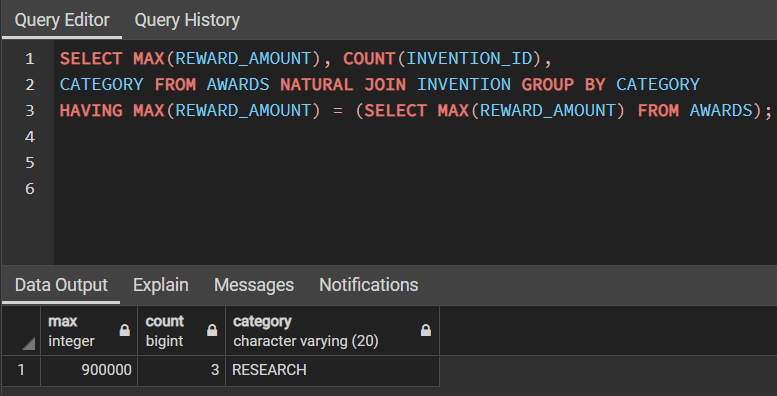 Query Editor Query History
1 SELECT MAX(REWARD_AMOUNT), COUNT(INVENTION_ID),
2 CATEGORY FROM AWARDS NATURAL JOIN INVENTION GROUP BY CATEGORY
3 HAVING MAX(REWARD_AMOUNT) = (SELECT MAX(REWARD_AMOUNT) FROM AWARDS);
4
5
6
Data Output Explain Messages Notifications
max count category
integer bigint character varying (20)
1 900000 3 RESEARCH